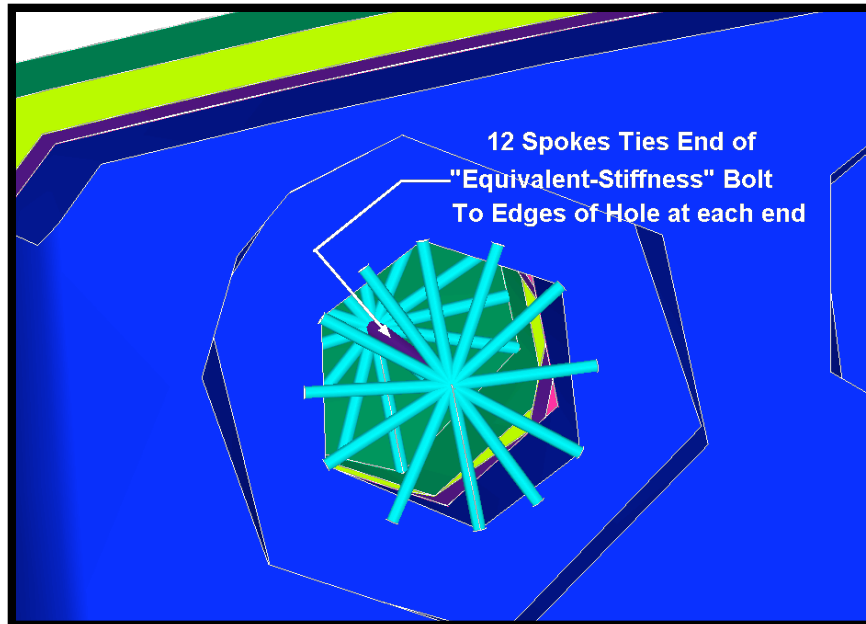 12 Spokes Ties End of
"Equivalent-Stiffness" Bolt
To Edges of Hole at each end